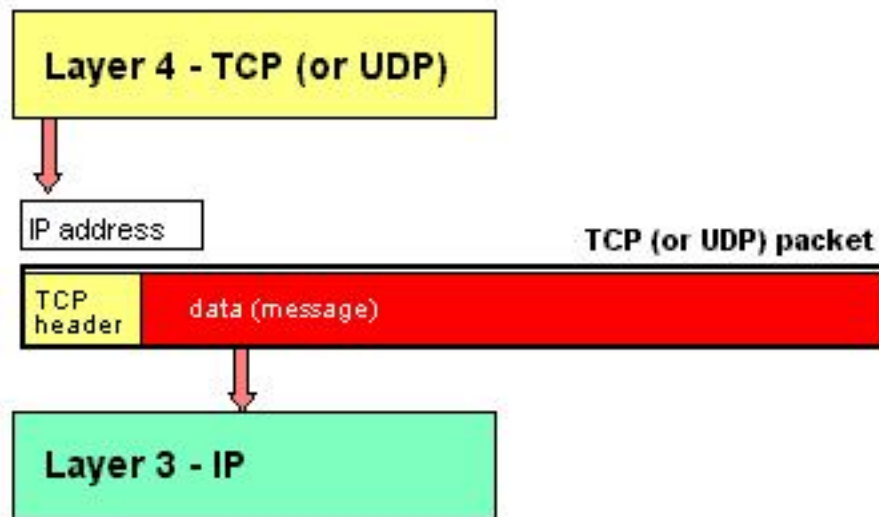 Layer 4 - TCP (or UDP)
IP address
TCP (or UDP) packet
TCP
header
data (message)
Layer 3 - IP